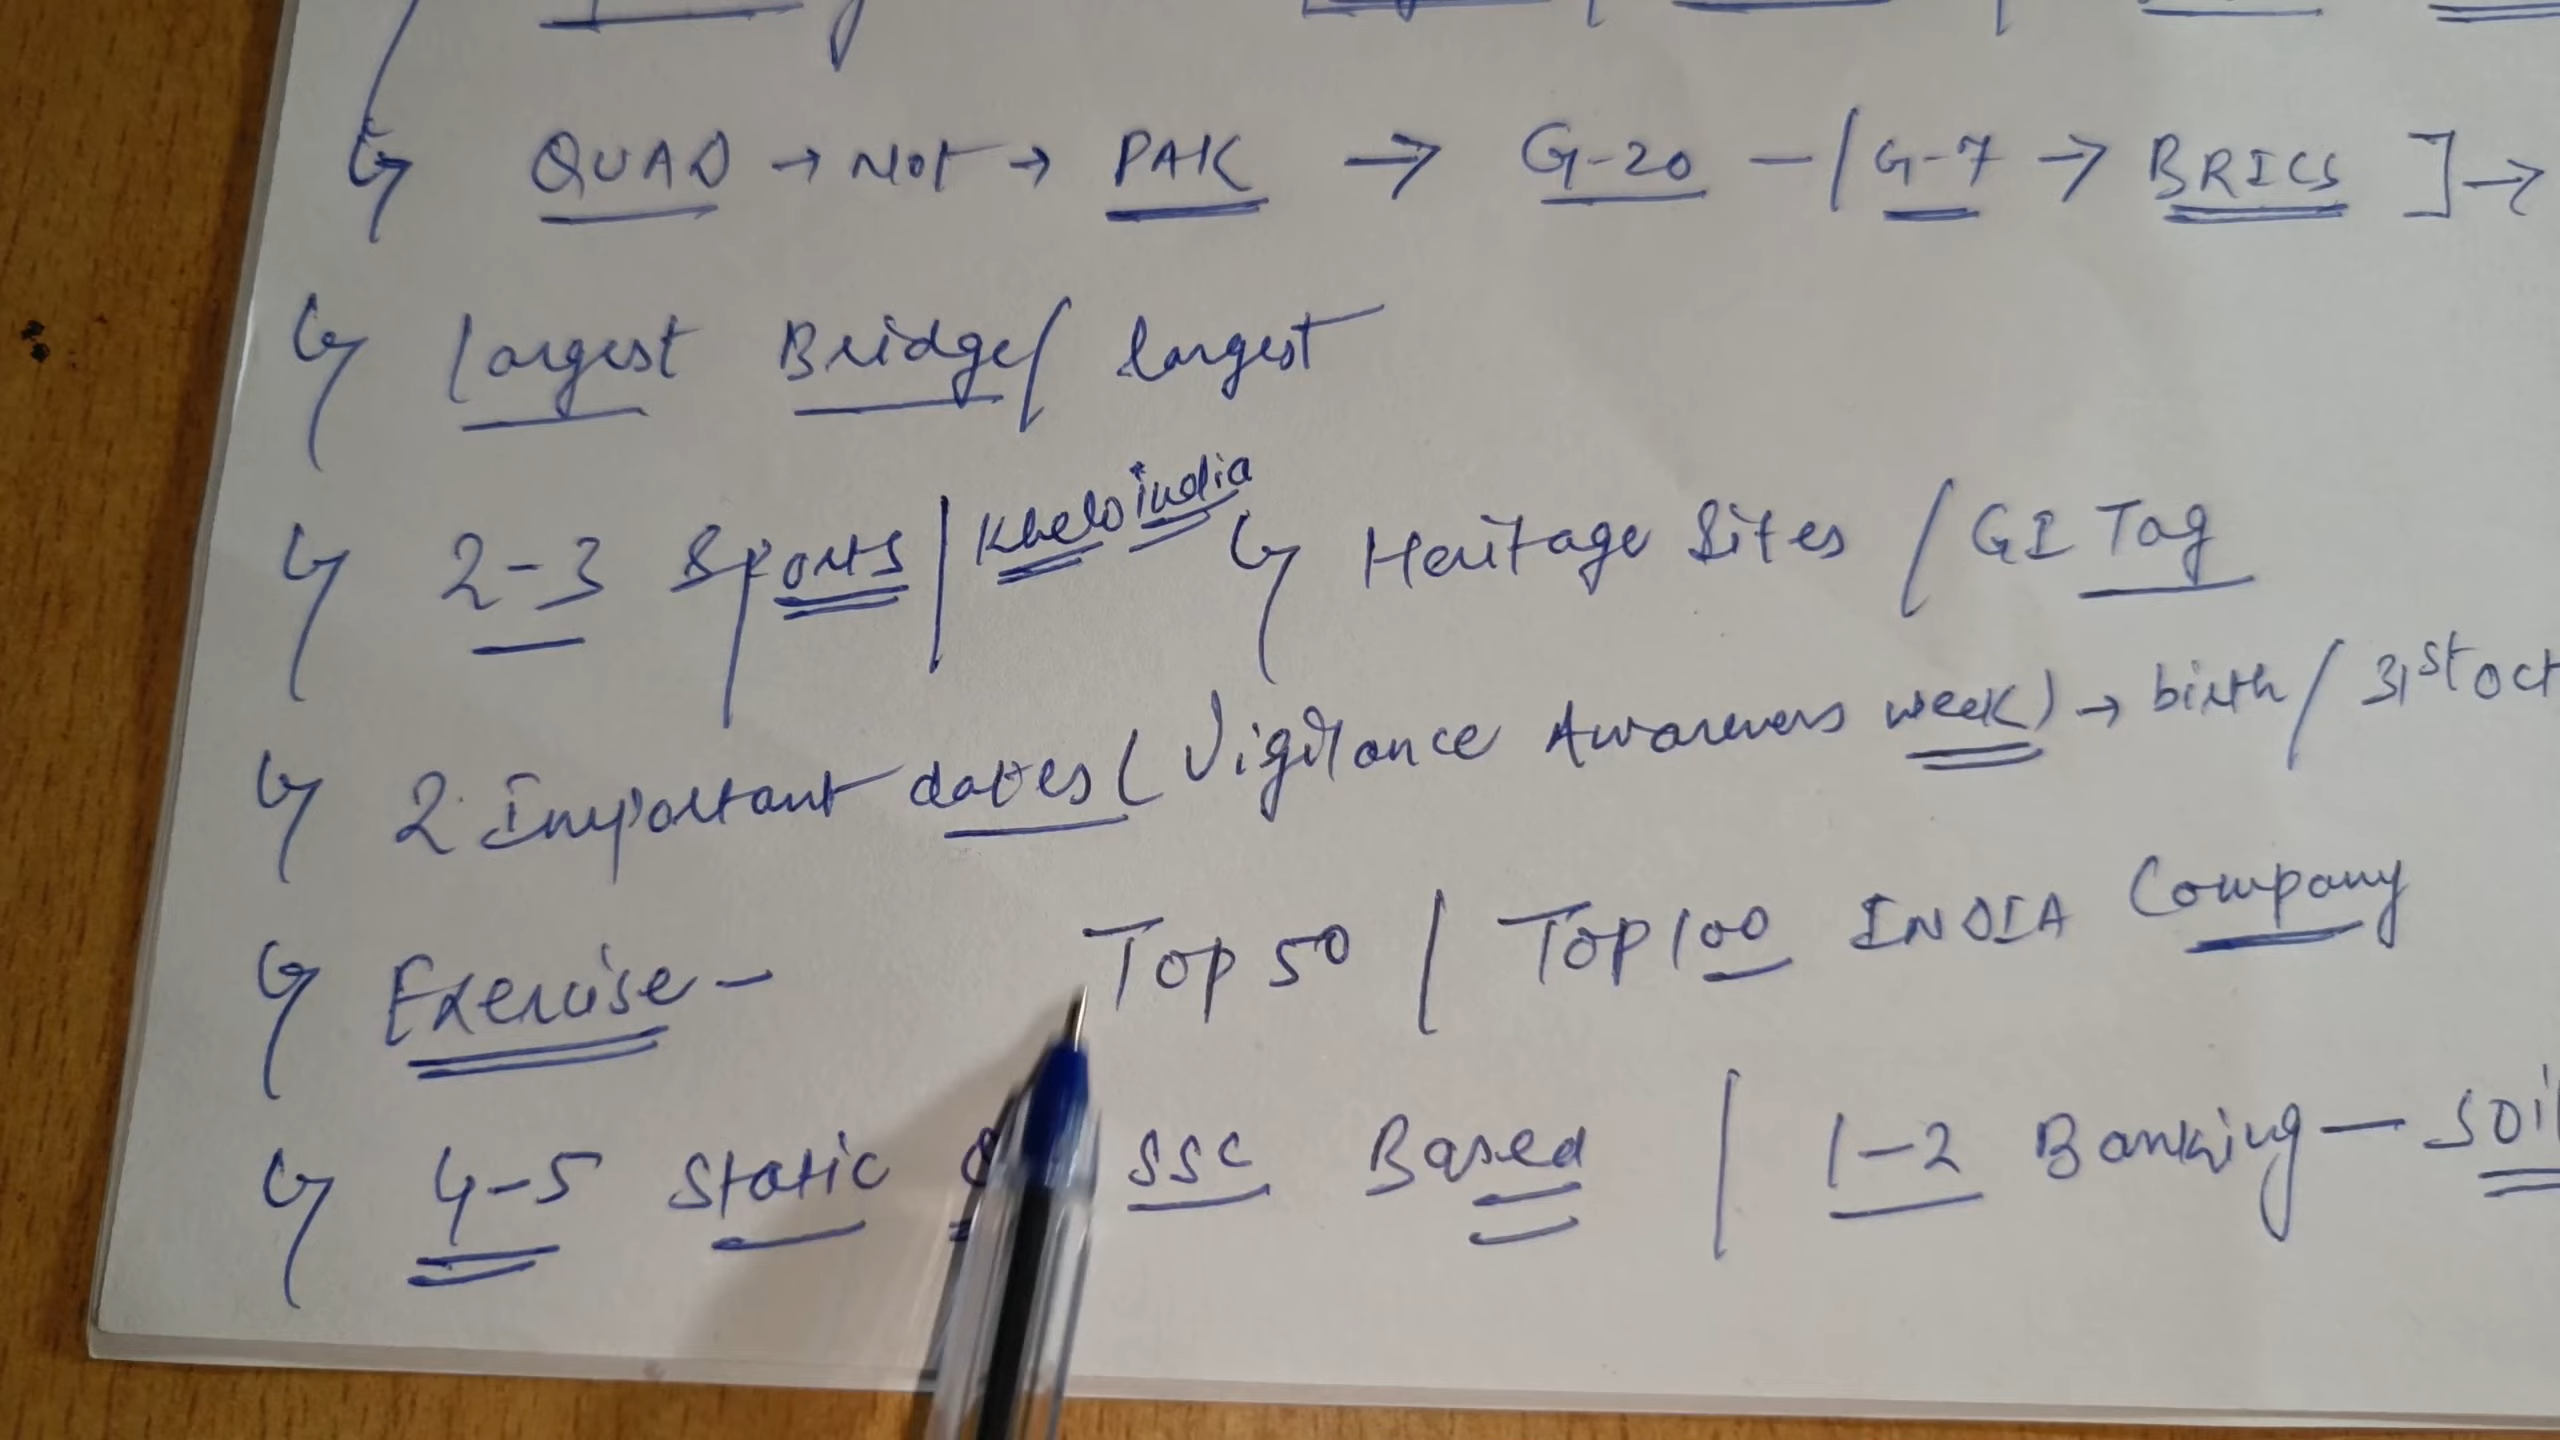 QUAD → Not → PAK → G-20 - / G-7 → BRICS ] →
largest Bridge / largest
2-3 Sports | Khelo india
Heritage Sites / GI Tag
2 Important dates ( Vigilance Awareness week ) → birth / 31st Oct
Exercise - Top 50 / Top 100 INDIA Company
4-5 Static SSC Based | 1-2 Banking - SOil